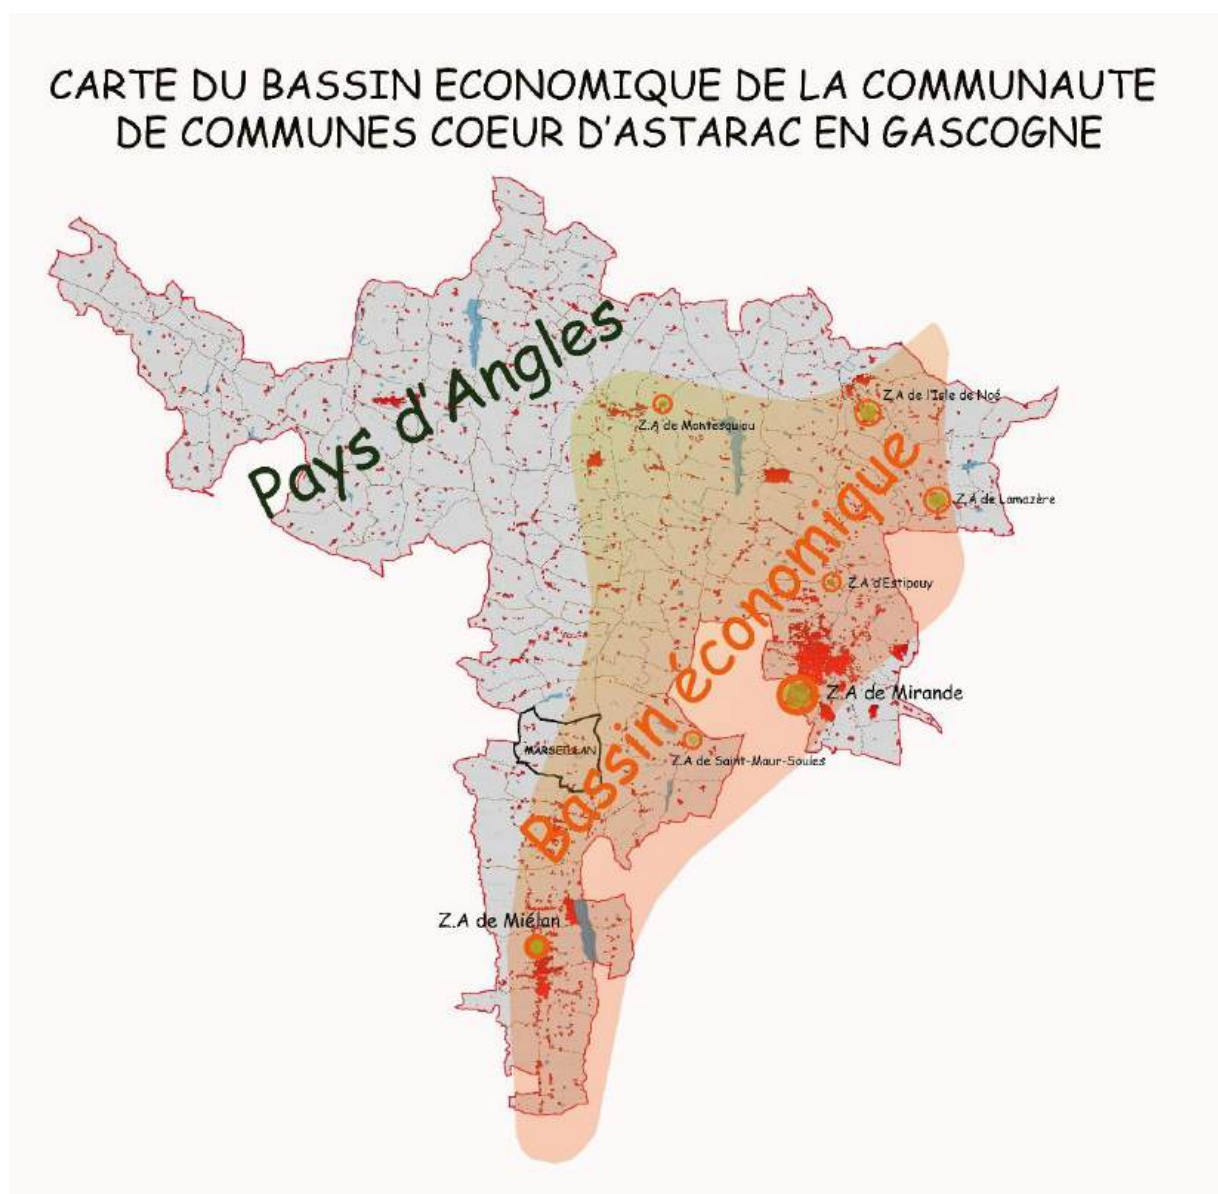 CARTE DU BASSIN ECONOMIQUE DE LA COMMUNAUTE
DE COMMUNES COEUR D'ASTARAC EN GASCOGNE
Pays d'Angles
Z.A de l'Isle de Noé
Z.A de Montesquiou
Z.A de Lamazère
Bassin économique
Z.A d'Estipouy
Z.A de Mirande
MARSEILLAN
Z.A de Saint-Maur-Soules
Z.A de Miélan